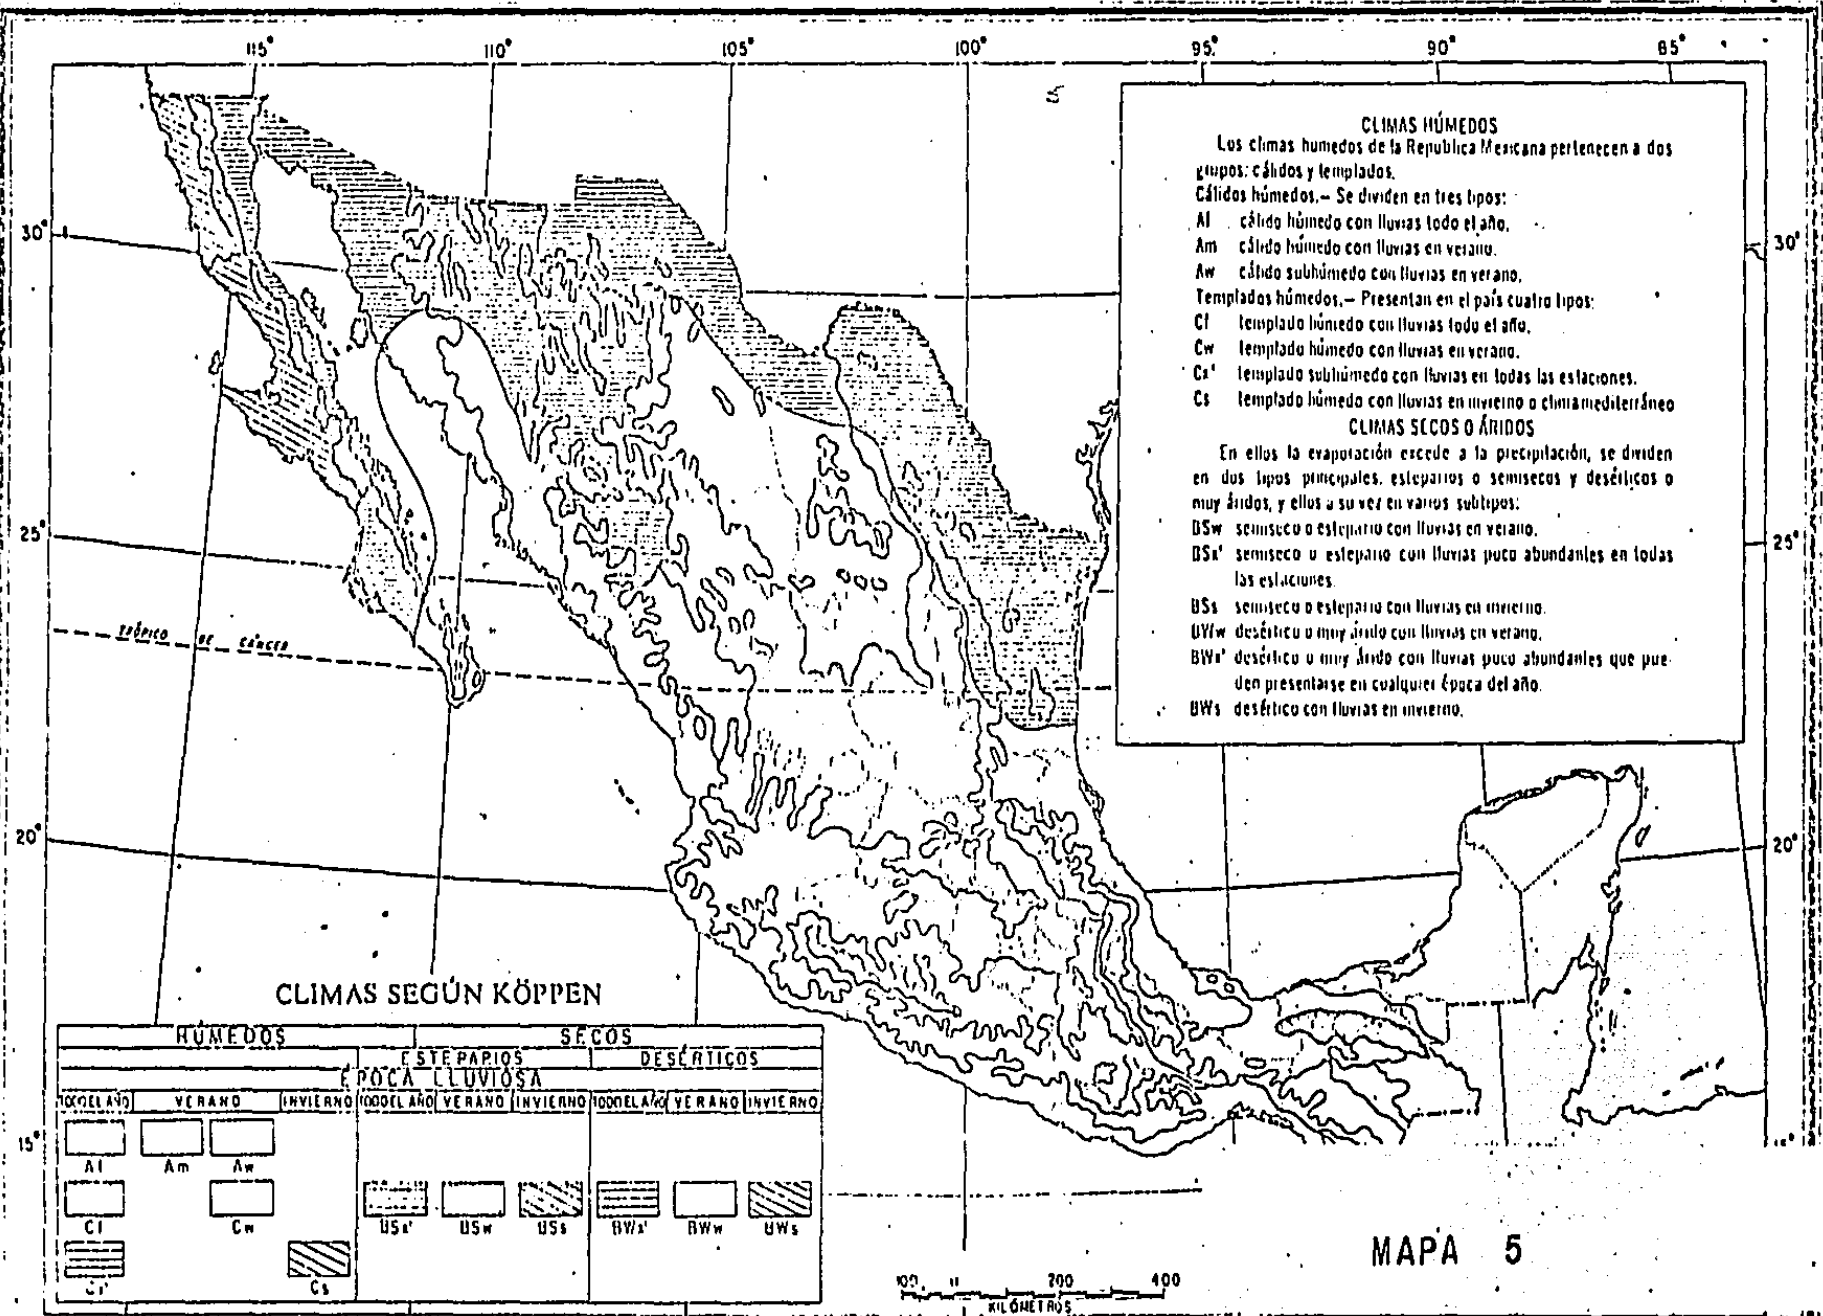 115° 110° 105° 100° 95° 90° 85°
CLIMAS HÚMEDOS
Los climas humedos de la Republica Mexicana pertenecen a dos
grupos: cálidos y templados.
Cálidos húmedos.– Se dividen en tres tipos:
Af cálido húmedo con lluvias todo el año.
Am cálido húmedo con lluvias en verano.
Aw cálido subhúmedo con lluvias en verano.
Templados húmedos.– Presentan en el país cuatro tipos:
Cf templado húmedo con lluvias todo el año.
Cw templado húmedo con lluvias en verano.
Cx' templado subhúmedo con lluvias en todas las estaciones.
Cs templado húmedo con lluvias en invierno o clima mediterráneo
CLIMAS SECOS O ÁRIDOS
En ellos la evaporación excede a la precipitación, se dividen
en dos tipos principales, esteparios o semisecos y desérticos o
muy áridos, y ellos a su vez en varios subtipos:
BSw semiseco o estepario con lluvias en verano.
BSx' semiseco o estepario con lluvias poco abundantes en todas
las estaciones.
BSs semiseco o estepario con lluvias en invierno.
BWw desértico o muy árido con lluvias en verano.
BWx' desértico o muy árido con lluvias poco abundantes que pue-
den presentarse en cualquier época del año.
BWs desértico con lluvias en invierno.
30° 30°
25° 25°
TRÓPICO DE CÁNCER
20° 20°
15° 15°
CLIMAS SEGÚN KÖPPEN
HÚMEDOS SECOS
ESTEPARIOS DESÉRTICOS
ÉPOCA LLUVIOSA
TODO EL AÑO VERANO INVIERNO TODO EL AÑO VERANO INVIERNO TODO EL AÑO VERANO INVIERNO
Af Am Aw
Cf Cw BSx' BSw BSs BWx' BWw BWs
Cx' Cs
MAPA 5
200 400
KILÓMETROS